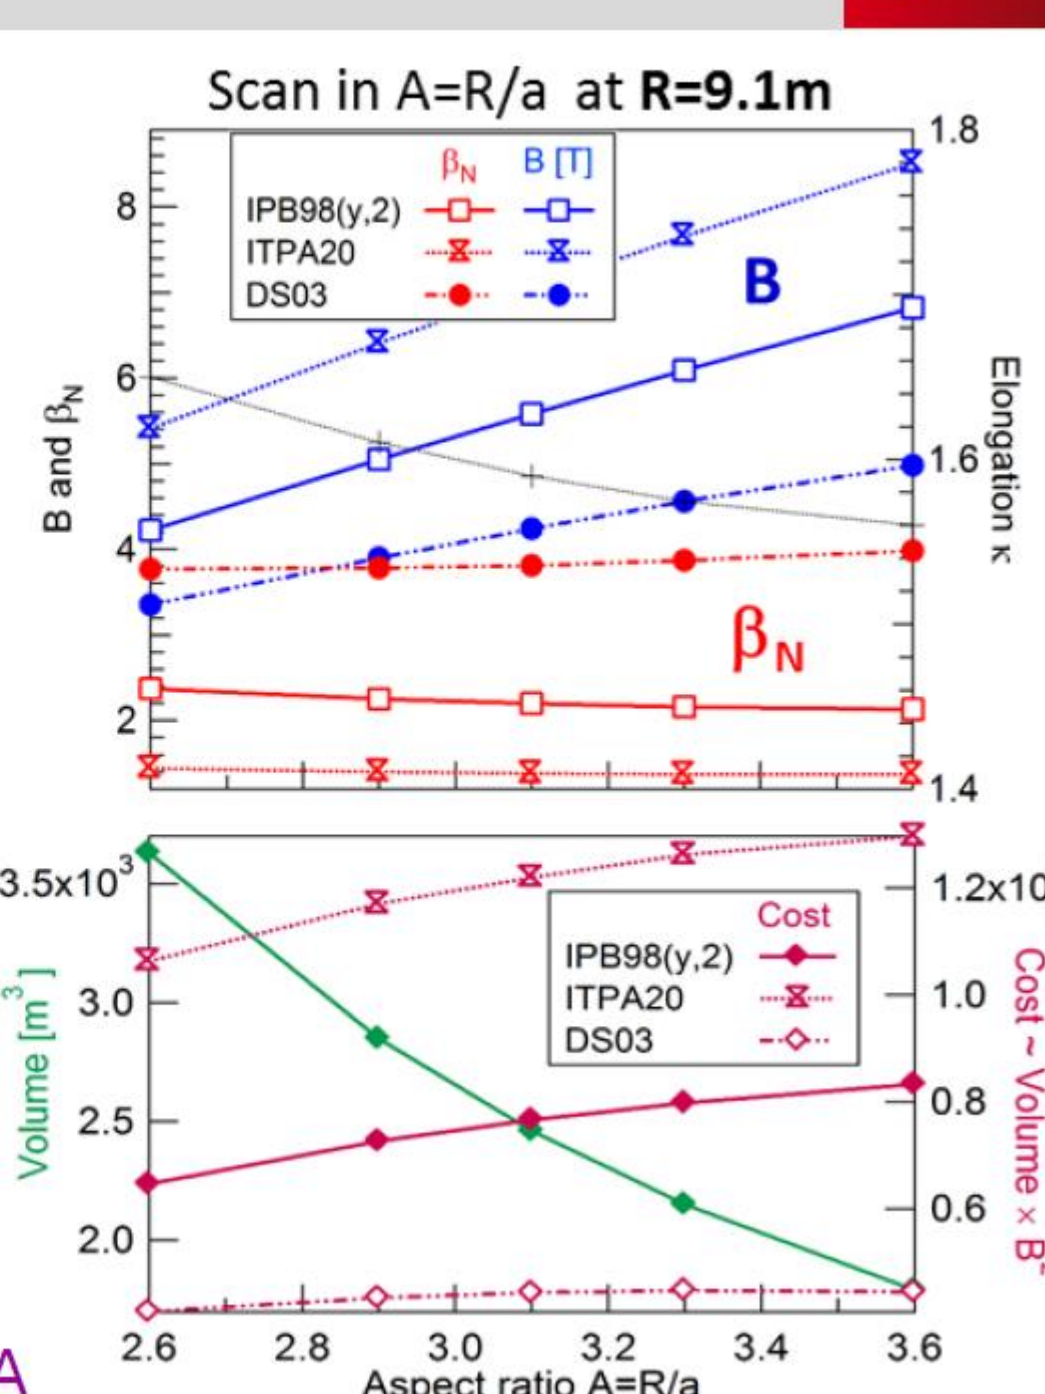 Scan in A=R/a at R=9.1m
1.8
βN B [T]
IPB98(y,2)
ITPA20
DS03
8
B
6
1.6
B and βN
Elongation κ
4
βN
2
1.4
3.5x10³
1.2x10
Cost
IPB98(y,2)
ITPA20
DS03
3.0
1.0
Volume [m³]
Cost ~ Volume × B
2.5
0.8
0.6
2.0
2.6 2.8 3.0 3.2 3.4 3.6
A
Aspect ratio A=R/a